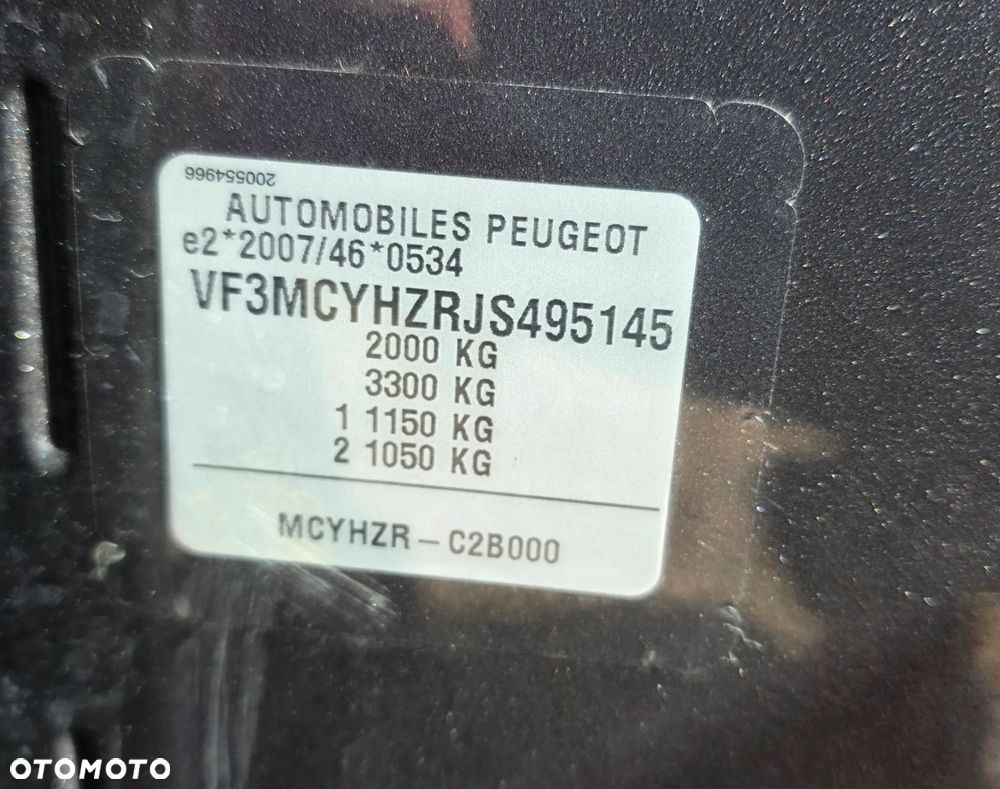 200554966
AUTOMOBILES PEUGEOT
e2*2007/46*0534
VF3MCYHZRJS495145
2000 KG
3300 KG
1 1150 KG
2 1050 KG
MCYHZR – C2B000
OTOMOTO